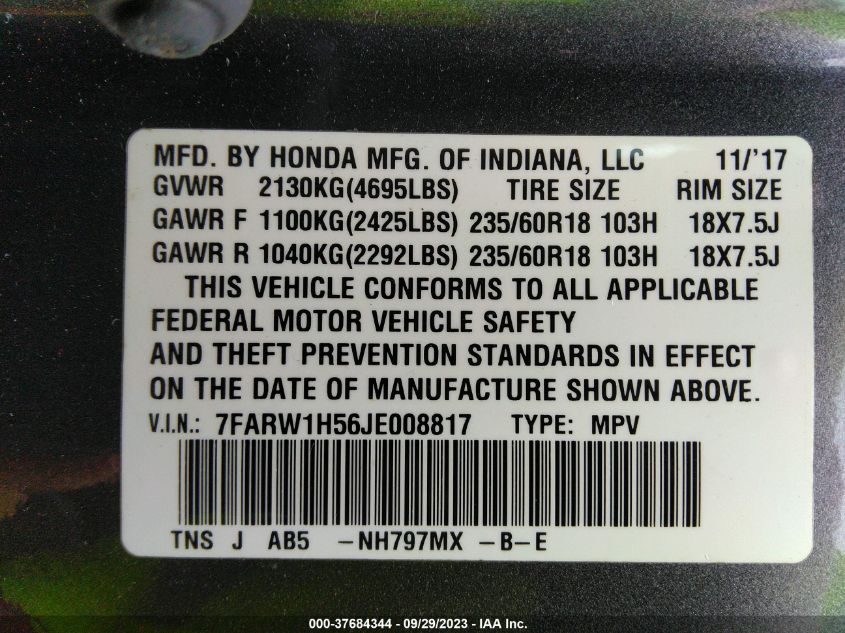 MFD. BY HONDA MFG. OF INDIANA, LLC 11/'17
GVWR 2130KG(4695LBS) TIRE SIZE RIM SIZE
GAWR F 1100KG(2425LBS) 235/60R18 103H 18X7.5J
GAWR R 1040KG(2292LBS) 235/60R18 103H 18X7.5J
THIS VEHICLE CONFORMS TO ALL APPLICABLE
FEDERAL MOTOR VEHICLE SAFETY
AND THEFT PREVENTION STANDARDS IN EFFECT
ON THE DATE OF MANUFACTURE SHOWN ABOVE.
V.I.N.: 7FARW1H56JE008817 TYPE: MPV
TNS J AB5 -NH797MX -B-E
000-37684344 - 09/29/2023 - IAA Inc.